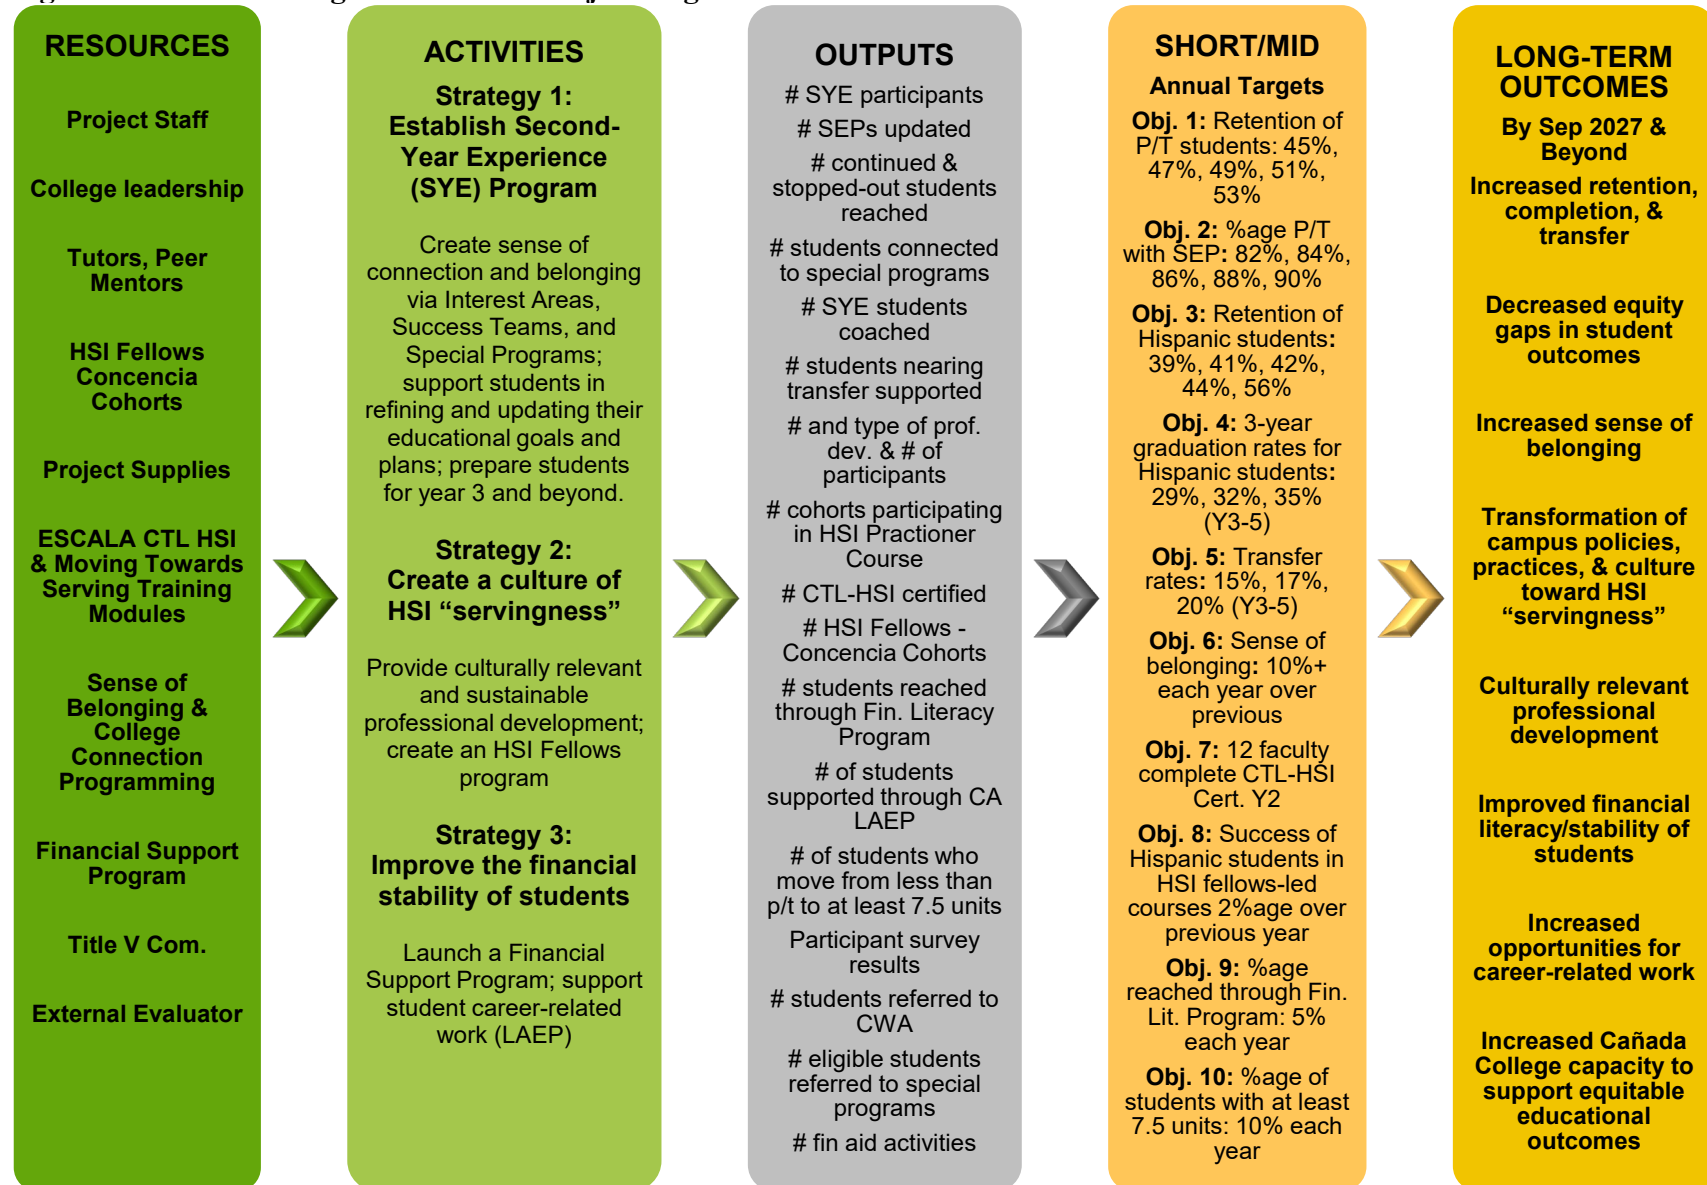 RESOURCES
Project Staff
College leadership
Tutors, Peer
Mentors
HSI Fellows
Concencia
Cohorts
Project Supplies
ESCALA CTL HSI
& Moving Towards
Serving Training
Modules
Sense of
Belonging &
College
Connection
Programming
Financial Support
Program
Title V Com.
External Evaluator
ACTIVITIES
Strategy 1:
Establish Second-
Year Experience
(SYE) Program
Create sense of
connection and belonging
via Interest Areas,
Success Teams, and
Special Programs;
support students in
refining and updating their
educational goals and
plans; prepare students
for year 3 and beyond.
Strategy 2:
Create a culture of
HSI “servingness”
Provide culturally relevant
and sustainable
professional development;
create an HSI Fellows
program
Strategy 3:
Improve the financial
stability of students
Launch a Financial
Support Program; support
student career-related
work (LAEP)
OUTPUTS
# SYE participants
# SEPs updated
# continued &
stopped-out students
reached
# students connected
to special programs
# SYE students
coached
# students nearing
transfer supported
# and type of prof.
dev. & # of
participants
# cohorts participating
in HSI Practioner
Course
# CTL-HSI certified
# HSI Fellows -
Concencia Cohorts
# students reached
through Fin. Literacy
Program
# of students
supported through CA
LAEP
# of students who
move from less than
p/t to at least 7.5 units
Participant survey
results
# students referred to
CWA
# eligible students
referred to special
programs
# fin aid activities
SHORT/MID
Annual Targets
Obj. 1: Retention of
P/T students: 45%,
47%, 49%, 51%,
53%
Obj. 2: %age P/T
with SEP: 82%, 84%,
86%, 88%, 90%
Obj. 3: Retention of
Hispanic students:
39%, 41%, 42%,
44%, 56%
Obj. 4: 3-year
graduation rates for
Hispanic students:
29%, 32%, 35%
(Y3-5)
Obj. 5: Transfer
rates: 15%, 17%,
20% (Y3-5)
Obj. 6: Sense of
belonging: 10%+
each year over
previous
Obj. 7: 12 faculty
complete CTL-HSI
Cert. Y2
Obj. 8: Success of
Hispanic students in
HSI fellows-led
courses 2%age over
previous year
Obj. 9: %age
reached through Fin.
Lit. Program: 5%
each year
Obj. 10: %age of
students with at least
7.5 units: 10% each
year
LONG-TERM
OUTCOMES
By Sep 2027 &
Beyond
Increased retention,
completion, &
transfer
Decreased equity
gaps in student
outcomes
Increased sense of
belonging
Transformation of
campus policies,
practices, & culture
toward HSI
“servingness”
Culturally relevant
professional
development
Improved financial
literacy/stability of
students
Increased
opportunities for
career-related work
Increased Cañada
College capacity to
support equitable
educational
outcomes